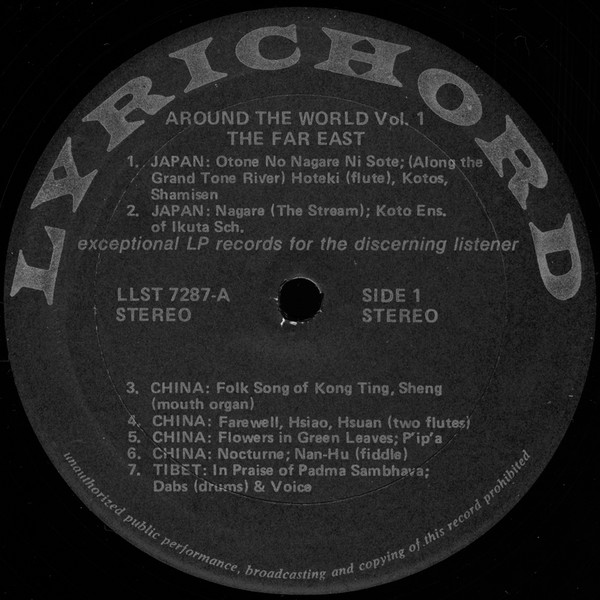 LYRICHORD
AROUND THE WORLD Vol. 1
THE FAR EAST
1. JAPAN: Otone No Nagare Ni Sote; (Along the
Grand Tone River) Hoteki (flute), Kotos,
Shamisen
2. JAPAN: Nagare (The Stream); Koto Ens.
of Ikuta Sch.
exceptional LP records for the discerning listener
LLST 7287-A
STEREO
SIDE 1
STEREO
3. CHINA: Folk Song of Kong Ting, Sheng
(mouth organ)
4. CHINA: Farewell, Hsiao, Hsuan (two flutes)
5. CHINA: Flowers in Green Leaves; P'ip'a
6. CHINA: Nocturne; Nan-Hu (fiddle)
7. TIBET: In Praise of Padma Sambhava;
Dabs (drums) & Voice
unauthorized public performance, broadcasting and copying of this record prohibited